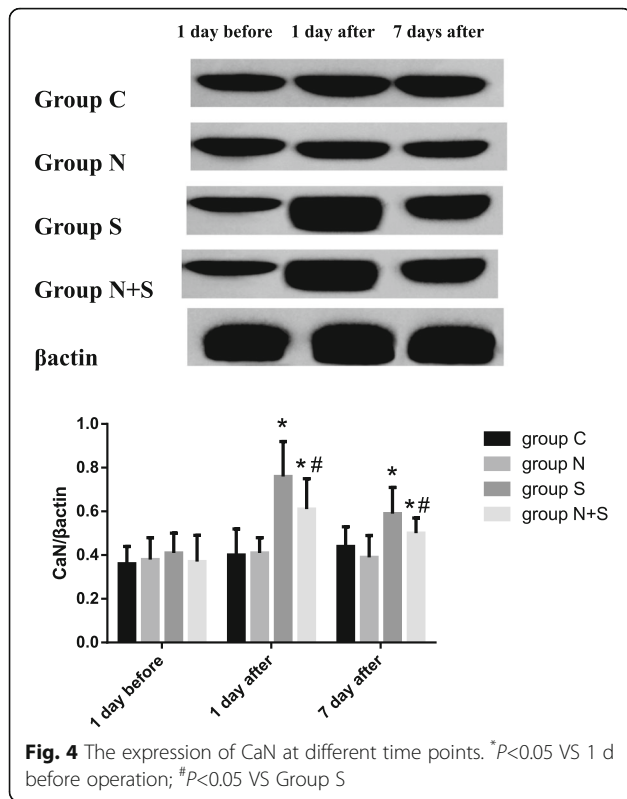 1 day before 1 day after 7 days after
Group C
Group N
Group S
Group N+S
βactin
1.0
0.8
0.6
0.4
0.2
0.0
CaN/βactin
*
* #
*
*#
1 day before
1 day after
7 day after
group C
group N
group S
group N+S
Fig. 4 The expression of CaN at different time points. *P<0.05 VS 1 d
before operation; #P<0.05 VS Group S